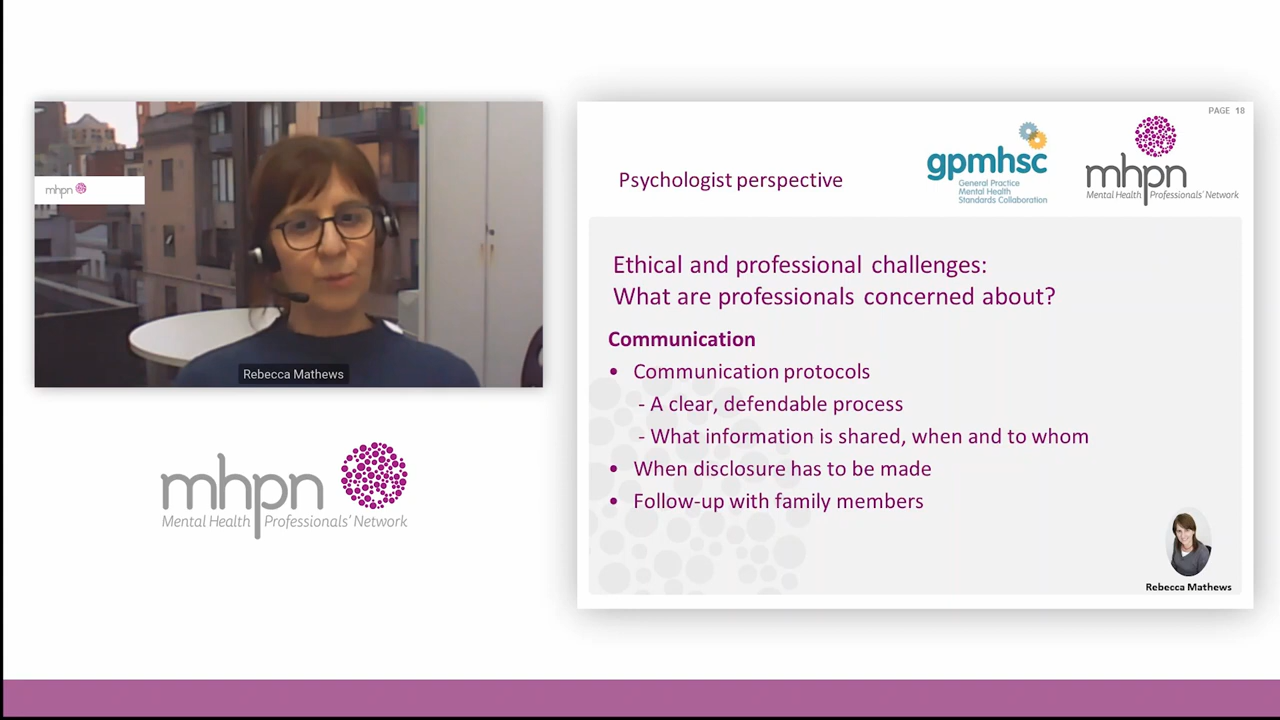 mhpn
Rebecca Mathews
mhpn
Mental Health Professionals' Network
PAGE 18
Psychologist perspective
gpmhsc
General Practice
Mental Health
Standards Collaboration
mhpn
Mental Health Professionals' Network
Ethical and professional challenges:
What are professionals concerned about?
Communication
• Communication protocols
- A clear, defendable process
- What information is shared, when and to whom
• When disclosure has to be made
• Follow-up with family members
Rebecca Mathews